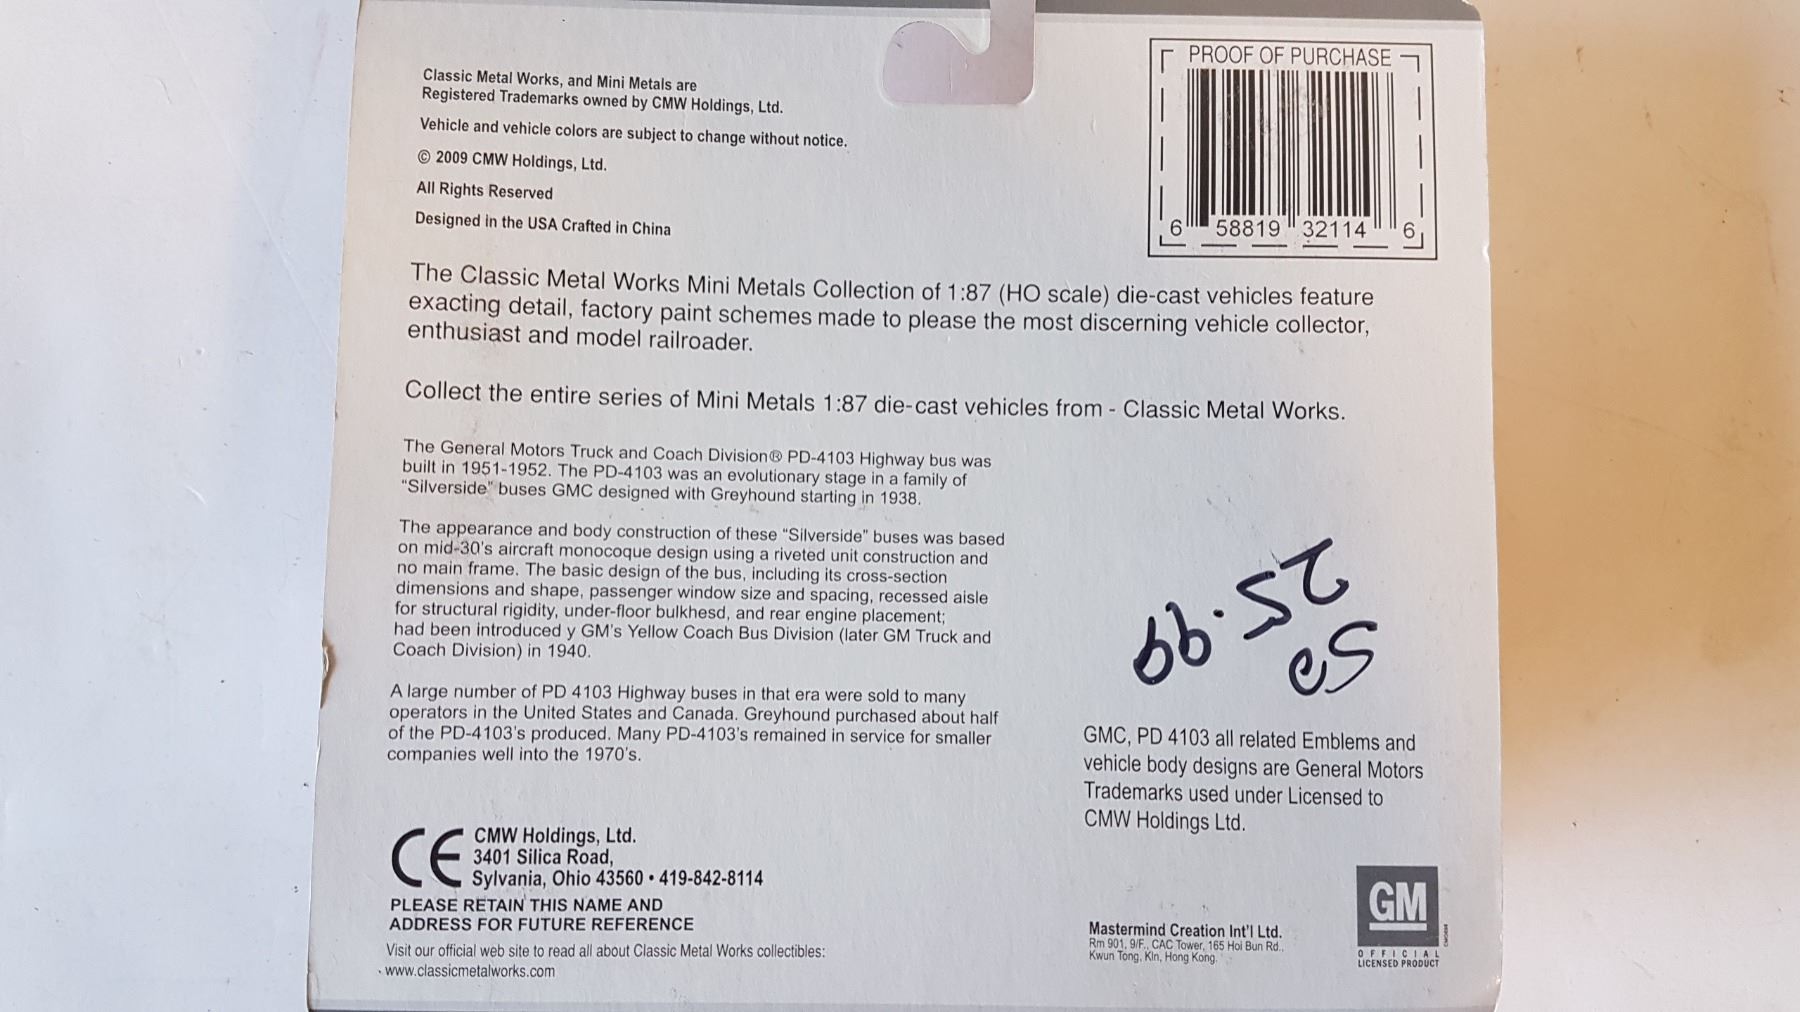 Classic Metal Works, and Mini Metals are
Registered Trademarks owned by CMW Holdings, Ltd.
Vehicle and vehicle colors are subject to change without notice.
© 2009 CMW Holdings, Ltd.
All Rights Reserved
Designed in the USA Crafted in China
PROOF OF PURCHASE
6 58819 32114 6
The Classic Metal Works Mini Metals Collection of 1:87 (HO scale) die-cast vehicles feature
exacting detail, factory paint schemes made to please the most discerning vehicle collector,
enthusiast and model railroader.
Collect the entire series of Mini Metals 1:87 die-cast vehicles from - Classic Metal Works.
The General Motors Truck and Coach Division® PD-4103 Highway bus was
built in 1951-1952. The PD-4103 was an evolutionary stage in a family of
"Silverside" buses GMC designed with Greyhound starting in 1938.
The appearance and body construction of these "Silverside" buses was based
on mid-30's aircraft monocoque design using a riveted unit construction and
no main frame. The basic design of the bus, including its cross-section
dimensions and shape, passenger window size and spacing, recessed aisle
for structural rigidity, under-floor bulkhesd, and rear engine placement;
had been introduced y GM's Yellow Coach Bus Division (later GM Truck and
Coach Division) in 1940.
A large number of PD 4103 Highway buses in that era were sold to many
operators in the United States and Canada. Greyhound purchased about half
of the PD-4103's produced. Many PD-4103's remained in service for smaller
companies well into the 1970's.
25.99
GMC, PD 4103 all related Emblems and
vehicle body designs are General Motors
Trademarks used under Licensed to
CMW Holdings Ltd.
CE
CMW Holdings, Ltd.
3401 Silica Road,
Sylvania, Ohio 43560 • 419-842-8114
PLEASE RETAIN THIS NAME AND
ADDRESS FOR FUTURE REFERENCE
Visit our official web site to read all about Classic Metal Works collectibles:
www.classicmetalworks.com
Mastermind Creation Int'l Ltd.
Rm 901, 9/F., CAC Tower, 165 Hoi Bun Rd.,
Kwun Tong, Kln, Hong Kong.
GM
OFFICIAL
LICENSED PRODUCT